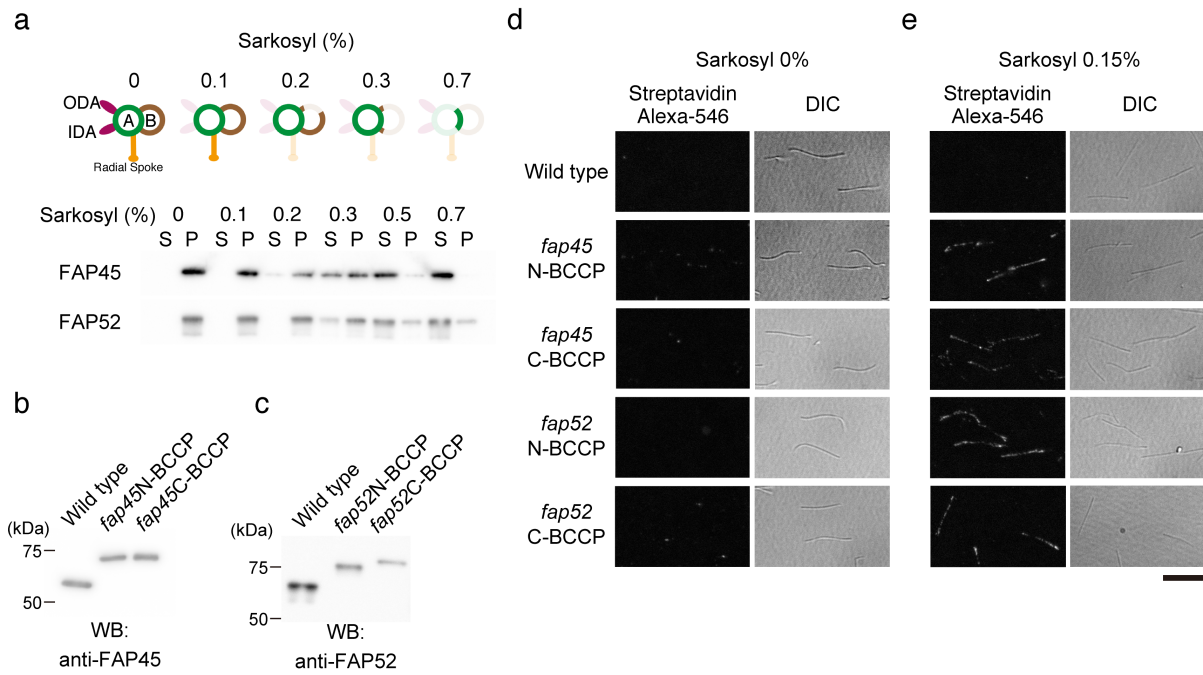 a
Sarkosyl (%)
0 0.1 0.2 0.3 0.7
ODA
A B
IDA
Radial Spoke
Sarkosyl (%) 0 0.1 0.2 0.3 0.5 0.7
S P S P S P S P S P S P
FAP45
FAP52
b
Wild type
fap45N-BCCP
fap45C-BCCP
(kDa)
75
50
WB:
anti-FAP45
c
Wild type
fap52N-BCCP
fap52C-BCCP
(kDa)
75
50
WB:
anti-FAP52
d
Sarkosyl 0%
Streptavidin
Alexa-546
DIC
Wild type
fap45
N-BCCP
fap45
C-BCCP
fap52
N-BCCP
fap52
C-BCCP
e
Sarkosyl 0.15%
Streptavidin
Alexa-546
DIC